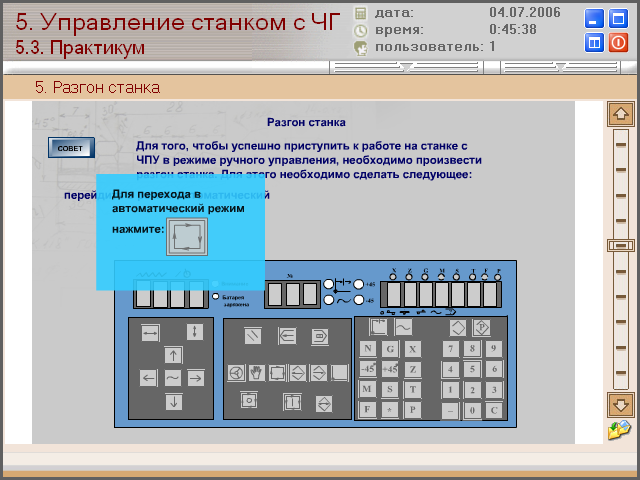 5. Управление станком с ЧГ
5.3. Практикум
дата: 04.07.2006
время: 0:45:38
пользователь: 1
5. Разгон станка
Разгон станка
СОВЕТ
Для того, чтобы успешно приступить к работе на станке с
ЧПУ в режиме ручного управления, необходимо произвести
разгон станка. Для этого необходимо сделать следующее:
Для перехода в
автоматический режим
нажмите:
Батарея
заряжена
№
+45
-45
X Z G M S T F P
N G X 7 8 9
-45 +45 Z 4 5 6
M S T 1 2 3
F * P - 0 C
P